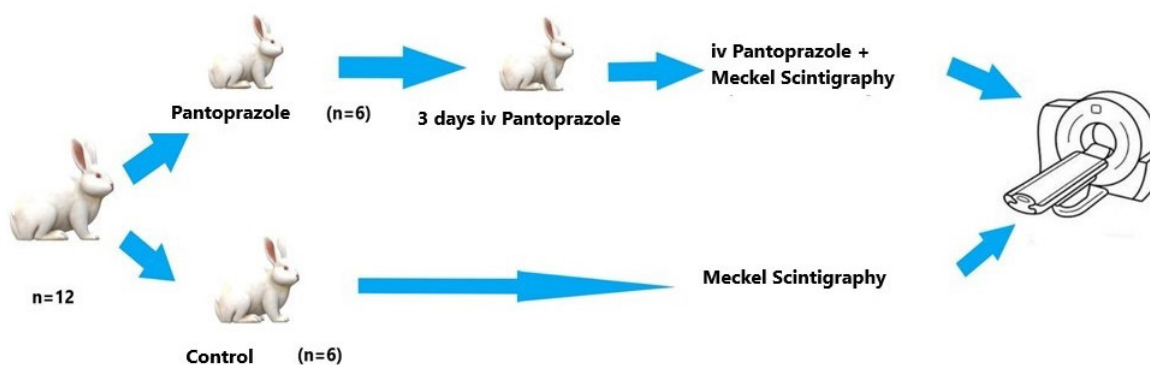 iv Pantoprazole +
Meckel Scintigraphy
Pantoprazole (n=6)
3 days iv Pantoprazole
n=12
Meckel Scintigraphy
Control (n=6)